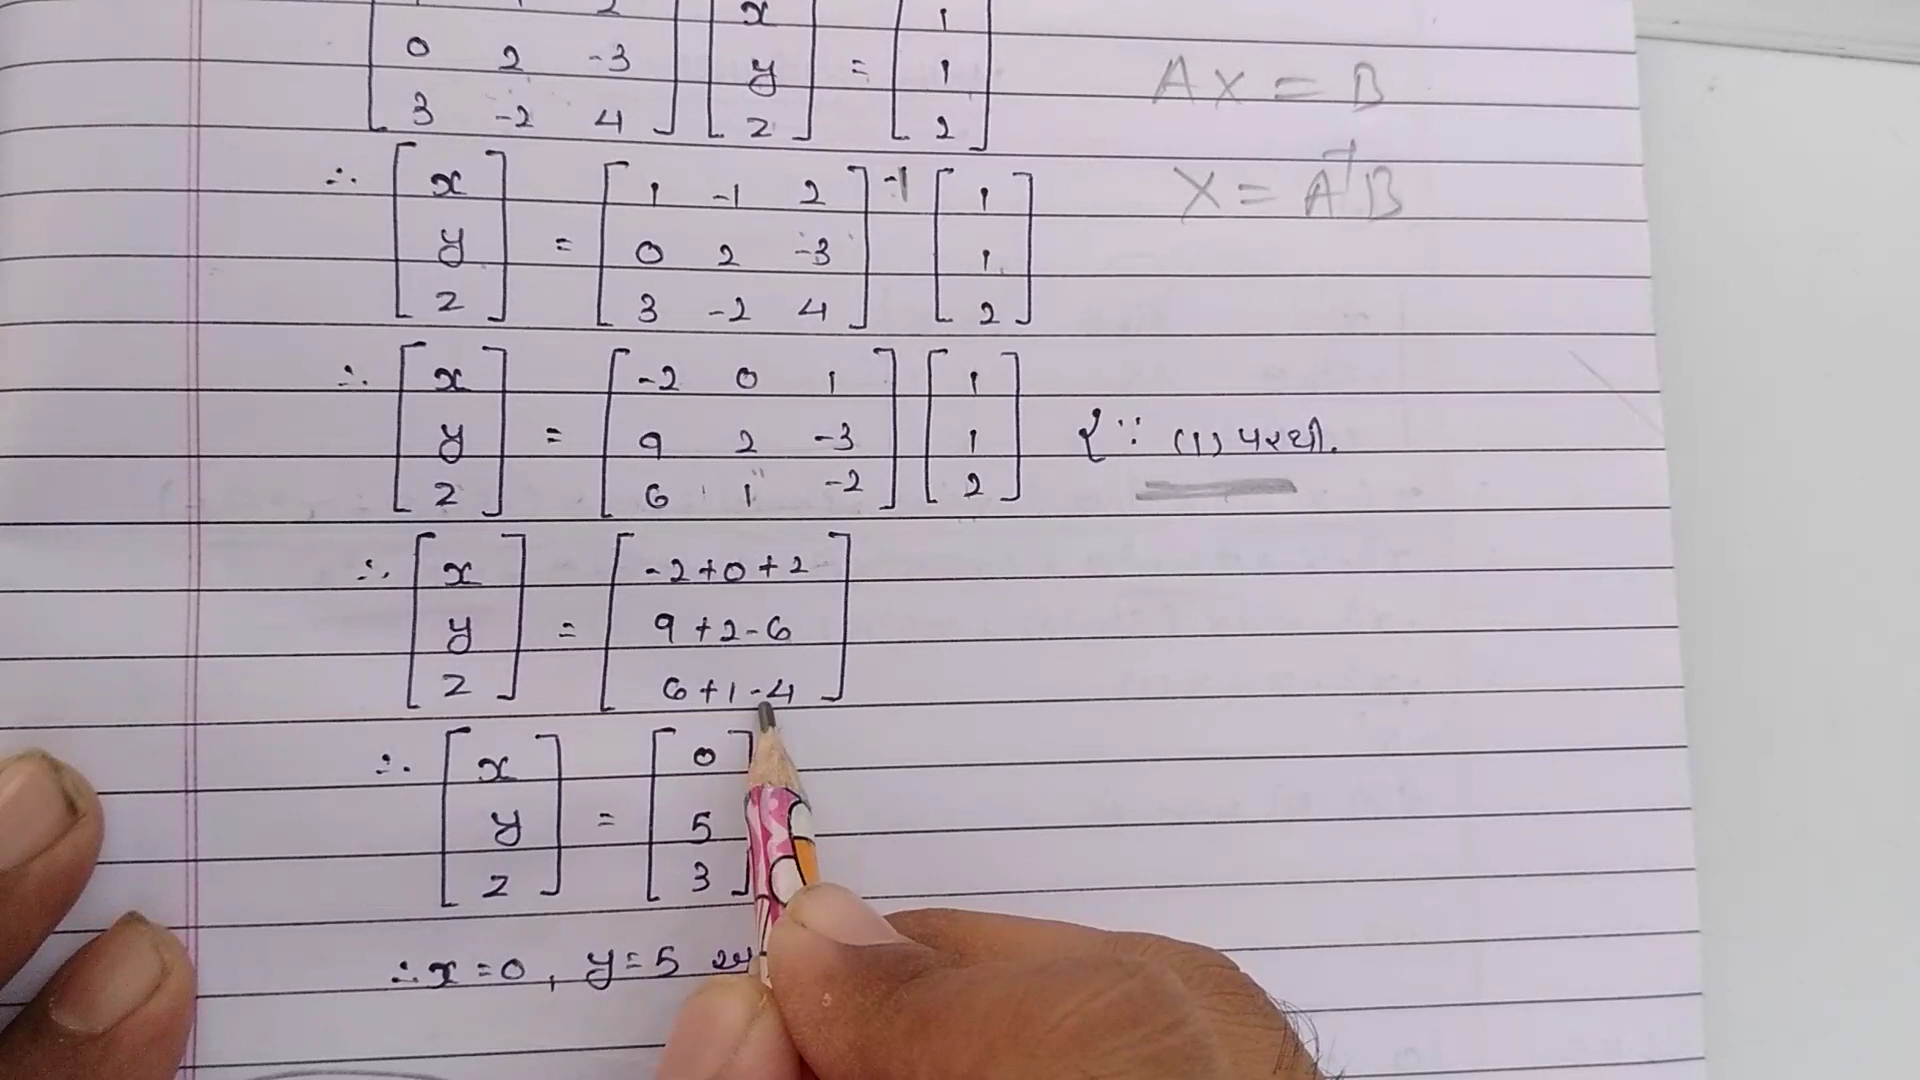 2 x 1
0 2 -3 y = 1 AX = B
3 -2 4 z 2
∴ x 1 -1 2 -1 1 X = A⁻¹B
y = 0 2 -3 1
z 3 -2 4 2
∴ x -2 0 1 1
y = 9 2 -3 1 {∵ (1) પરથી.
z 6 1 -2 2
∴ x -2+0+2
y = 9+2-6
z 6+1-4
∴ x 0
y = 5
z 3
∴ x=0, y=5